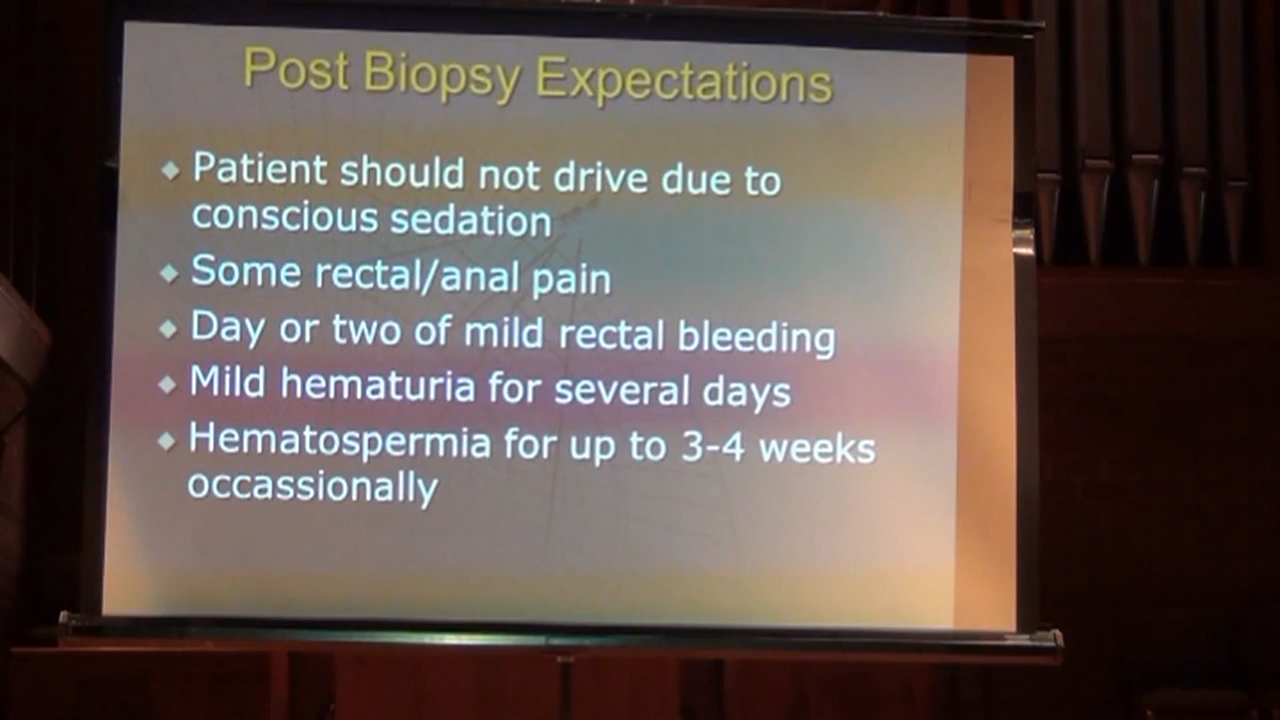 Post Biopsy Expectations
Patient should not drive due to
conscious sedation
Some rectal/anal pain
Day or two of mild rectal bleeding
Mild hematuria for several days
Hematospermia for up to 3-4 weeks
occassionally